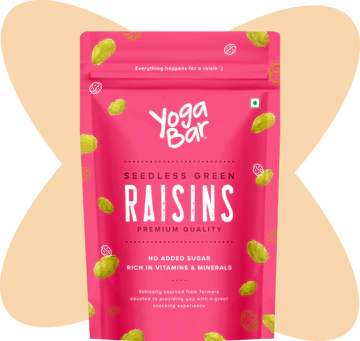 Everything happens for a raisin :)
Yoga
Bar
SEEDLESS GREEN
RAISINS
PREMIUM QUALITY
NO ADDED SUGAR
RICH IN VITAMINS & MINERALS
Ethically sourced from farmers
devoted to providing you with a great
snacking experience